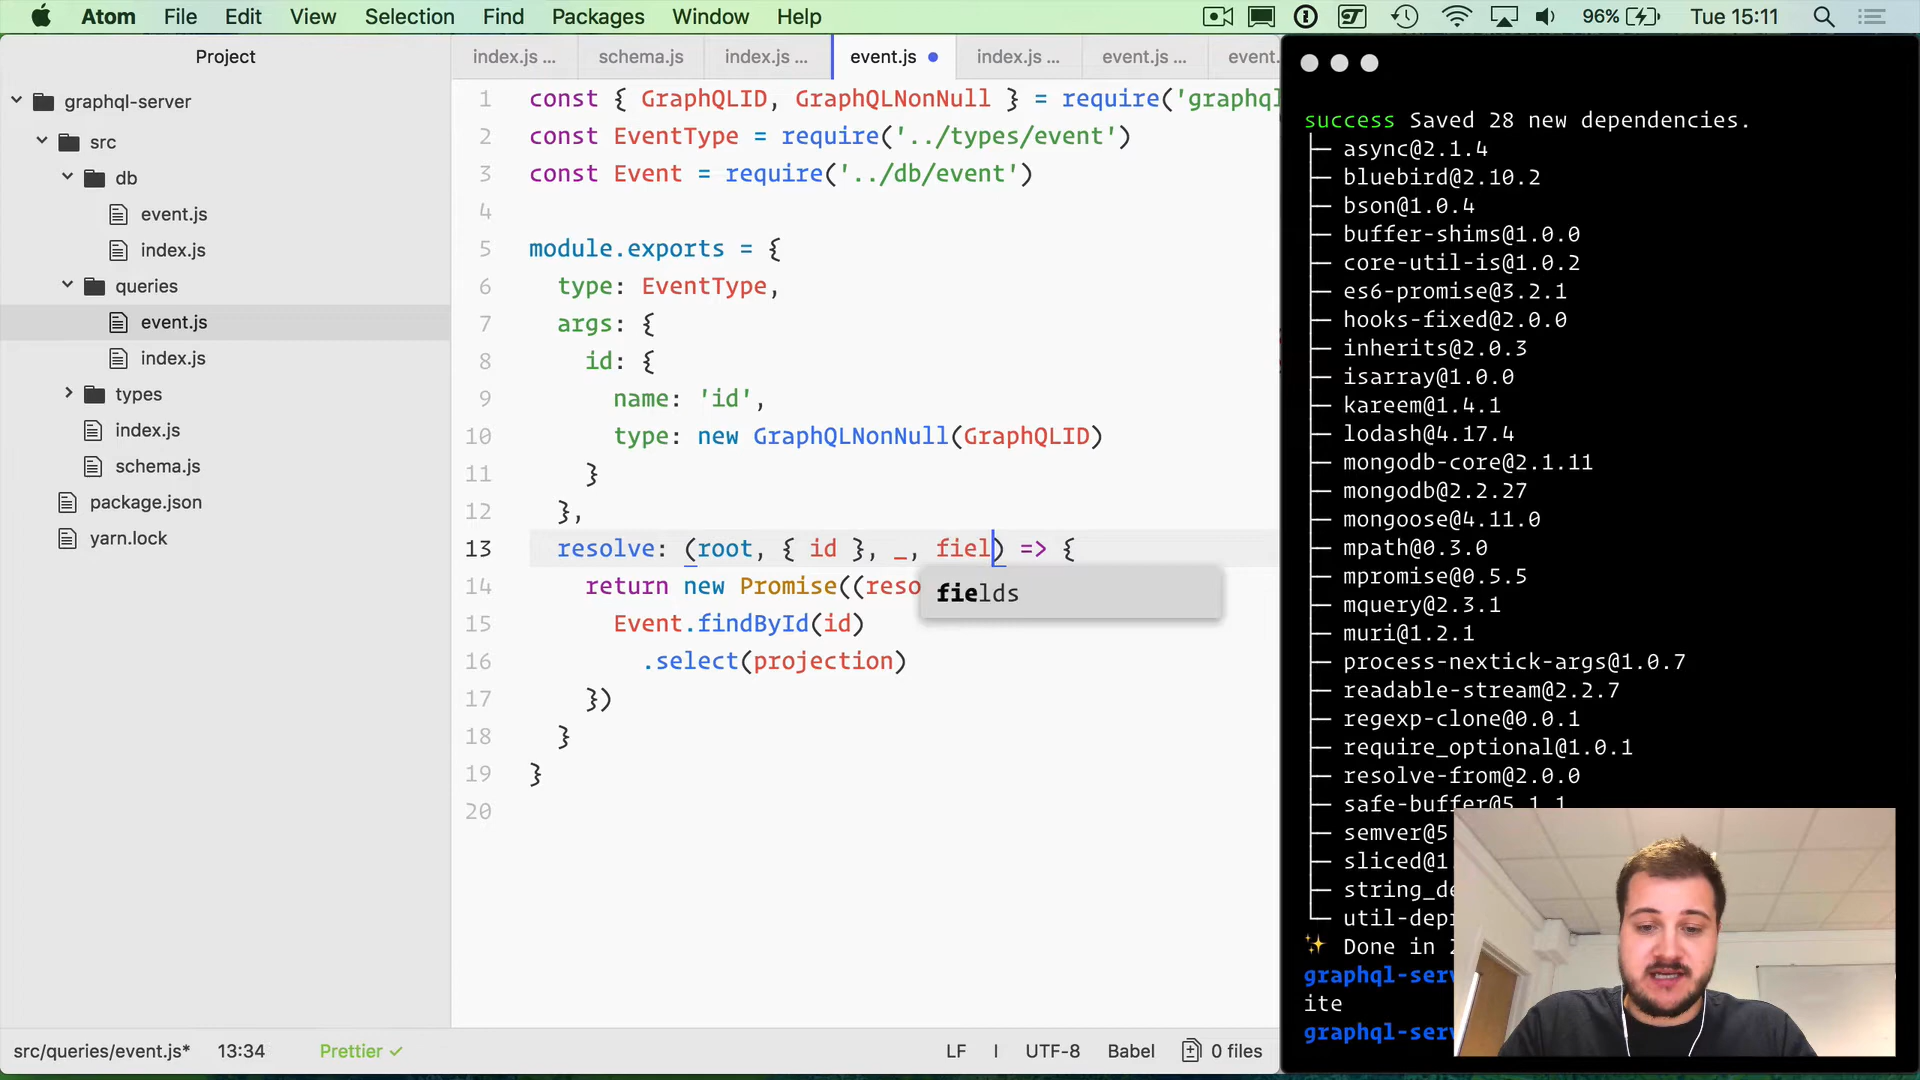 Atom File Edit View Selection Find Packages Window Help 96% Tue 15:11
Project
graphql-server
src
db
event.js
index.js
queries
event.js
index.js
types
index.js
schema.js
package.json
yarn.lock
index.js ... schema.js index.js ... event.js index.js ... event.js ... event.
1 const { GraphQLID, GraphQLNonNull } = require('graphql
2 const EventType = require('../types/event')
3 const Event = require('../db/event')
4
5 module.exports = {
6 type: EventType,
7 args: {
8 id: {
9 name: 'id',
10 type: new GraphQLNonNull(GraphQLID)
11 }
12 },
13 resolve: (root, { id }, _, fiel) => {
fields
14 return new Promise((reso
15 Event.findById(id)
16 .select(projection)
17 })
18 }
19 }
20
src/queries/event.js* 13:34 Prettier ✓ LF I UTF-8 Babel 0 files
success Saved 28 new dependencies.
├─ async@2.1.4
├─ bluebird@2.10.2
├─ bson@1.0.4
├─ buffer-shims@1.0.0
├─ core-util-is@1.0.2
├─ es6-promise@3.2.1
├─ hooks-fixed@2.0.0
├─ inherits@2.0.3
├─ isarray@1.0.0
├─ kareem@1.4.1
├─ lodash@4.17.4
├─ mongodb-core@2.1.11
├─ mongodb@2.2.27
├─ mongoose@4.11.0
├─ mpath@0.3.0
├─ mpromise@0.5.5
├─ mquery@2.3.1
├─ muri@1.2.1
├─ process-nextick-args@1.0.7
├─ readable-stream@2.2.7
├─ regexp-clone@0.0.1
├─ require_optional@1.0.1
├─ resolve-from@2.0.0
├─ safe-buffer@5.1.1
├─ semver@5.
├─ sliced@1
├─ string_de
└─ util-depr
✨ Done in
graphql-serv
ite
graphql-serv